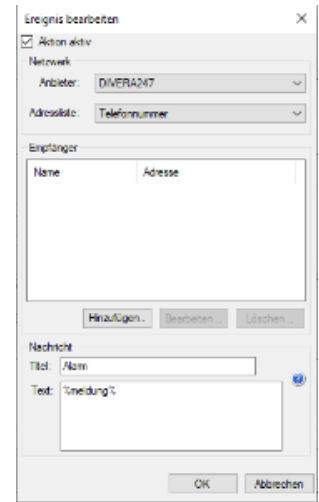 Ereignis bearbeiten
Aktion aktiv
Netzwerk
Anbieter: DIVERA247
Adressliste: Telefonnummer
Empfänger
Name Adresse
Hinzufügen... Bearbeiten... Löschen...
Nachricht
Titel: Alarm
Text: %meldung%
OK Abbrechen